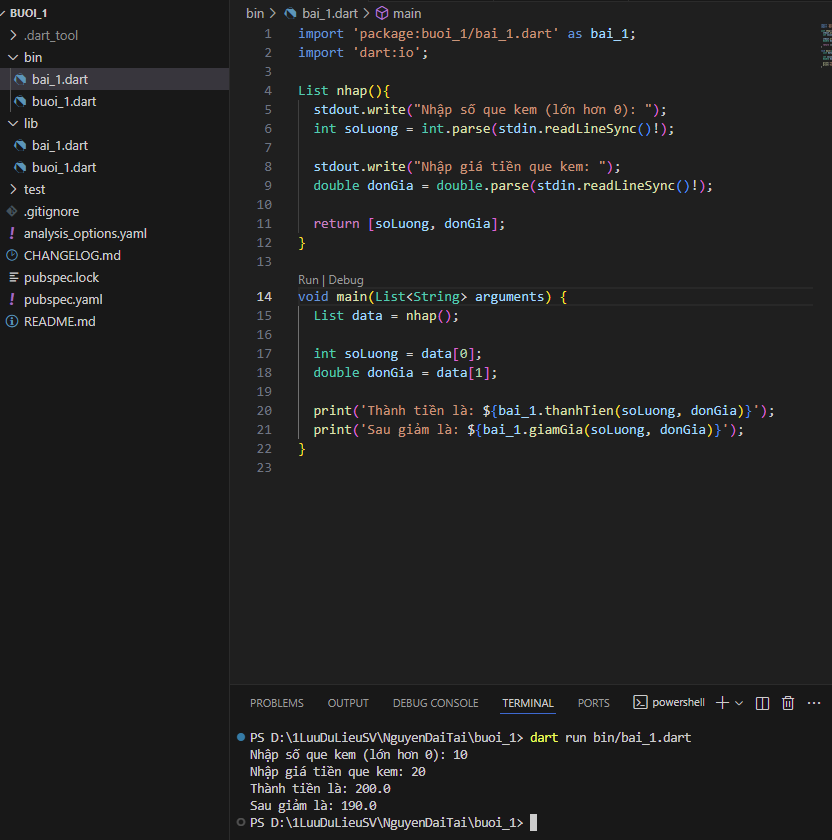 BUOI_1
.dart_tool
bin
bai_1.dart
buoi_1.dart
lib
bai_1.dart
buoi_1.dart
test
.gitignore
! analysis_options.yaml
CHANGELOG.md
pubspec.lock
! pubspec.yaml
README.md
bin > bai_1.dart > main
1 import 'package:buoi_1/bai_1.dart' as bai_1;
2 import 'dart:io';
3
4 List nhap(){
5 stdout.write("Nhập số que kem (lớn hơn 0): ");
6 int soLuong = int.parse(stdin.readLineSync()!);
7
8 stdout.write("Nhập giá tiền que kem: ");
9 double donGia = double.parse(stdin.readLineSync()!);
10
11 return [soLuong, donGia];
12 }
13
Run | Debug
14 void main(List<String> arguments) {
15 List data = nhap();
16
17 int soLuong = data[0];
18 double donGia = data[1];
19
20 print('Thành tiền là: ${bai_1.thanhTien(soLuong, donGia)}');
21 print('Sau giảm là: ${bai_1.giamGia(soLuong, donGia)}');
22 }
23
PROBLEMS OUTPUT DEBUG CONSOLE TERMINAL PORTS powershell
PS D:\1LuuDuLieuSV\NguyenDaiTai\buoi_1> dart run bin/bai_1.dart
Nhập số que kem (lớn hơn 0): 10
Nhập giá tiền que kem: 20
Thành tiền là: 200.0
Sau giảm là: 190.0
PS D:\1LuuDuLieuSV\NguyenDaiTai\buoi_1>